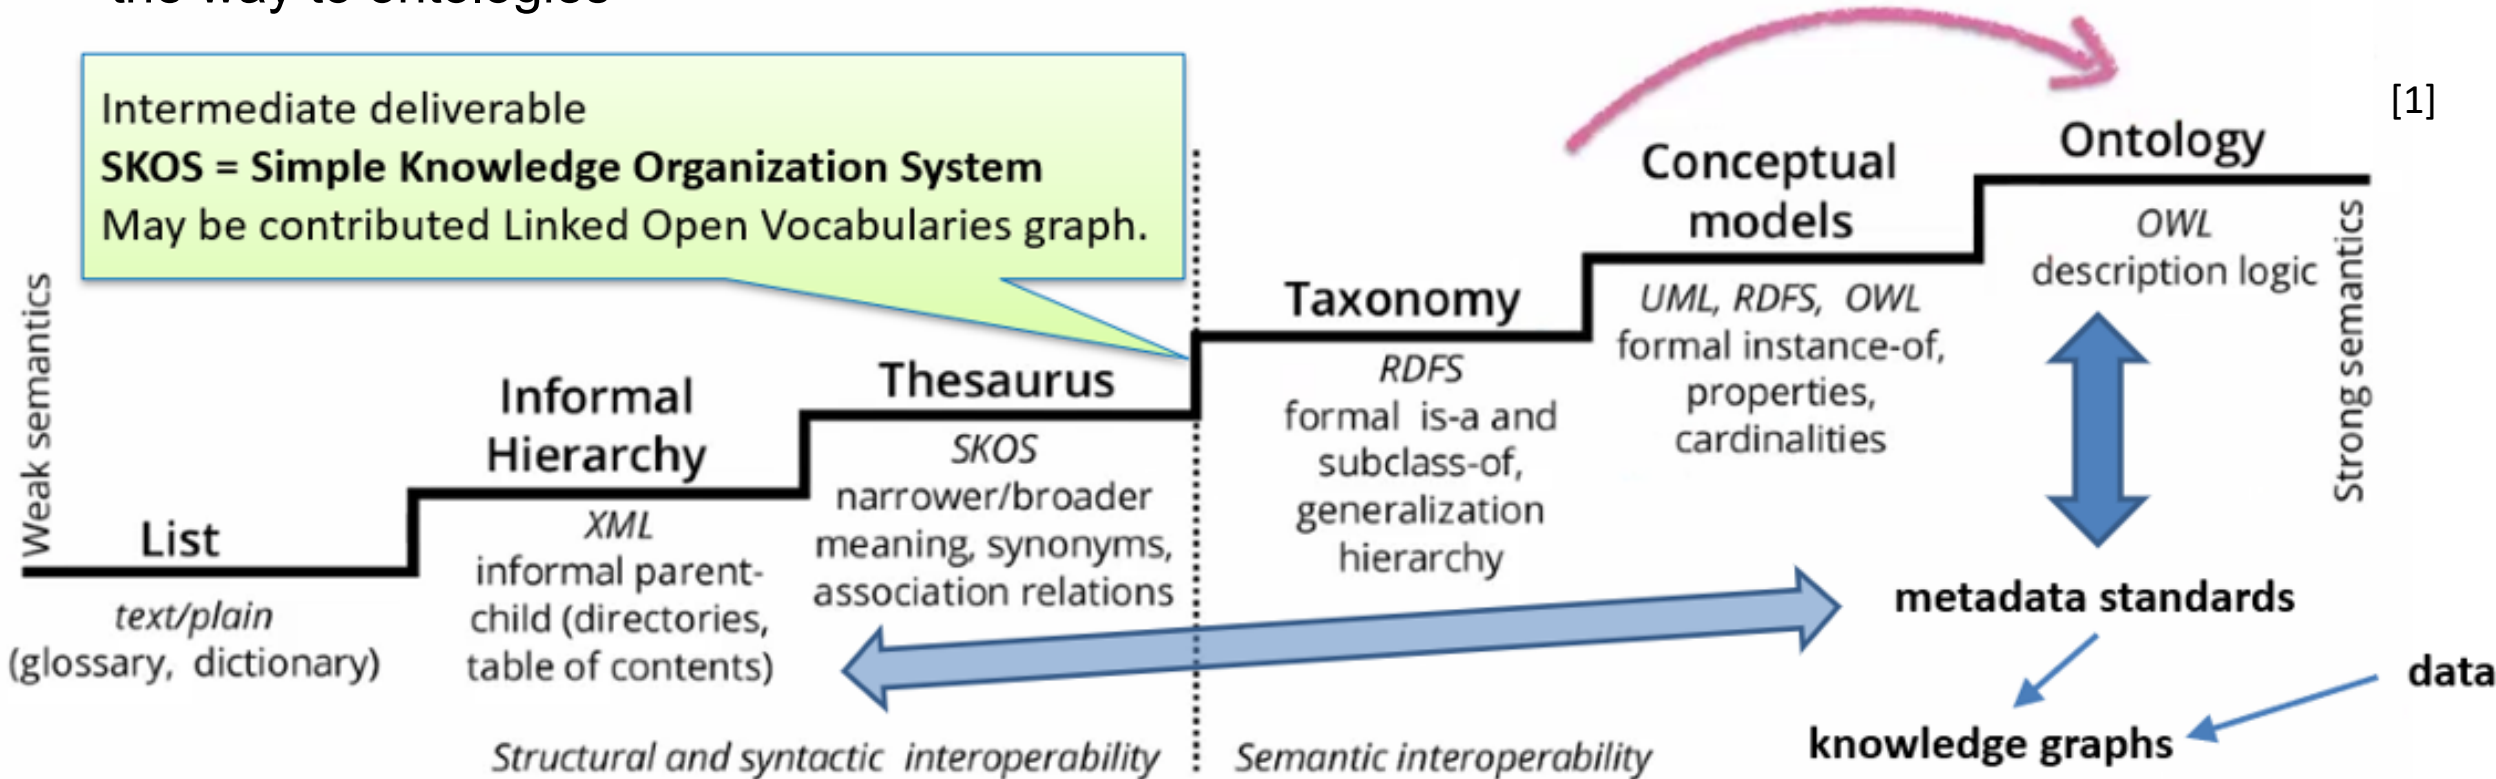 the way to ontologies
Intermediate deliverable
SKOS = Simple Knowledge Organization System
May be contributed Linked Open Vocabularies graph.
[1]
Weak semantics
List
text/plain
(glossary, dictionary)
Informal
Hierarchy
XML
informal parent-
child (directories,
table of contents)
Thesaurus
SKOS
narrower/broader
meaning, synonyms,
association relations
Taxonomy
RDFS
formal is-a and
subclass-of,
generalization
hierarchy
Conceptual
models
UML, RDFS, OWL
formal instance-of,
properties,
cardinalities
Ontology
OWL
description logic
Strong semantics
metadata standards
data
knowledge graphs
Structural and syntactic interoperability
Semantic interoperability